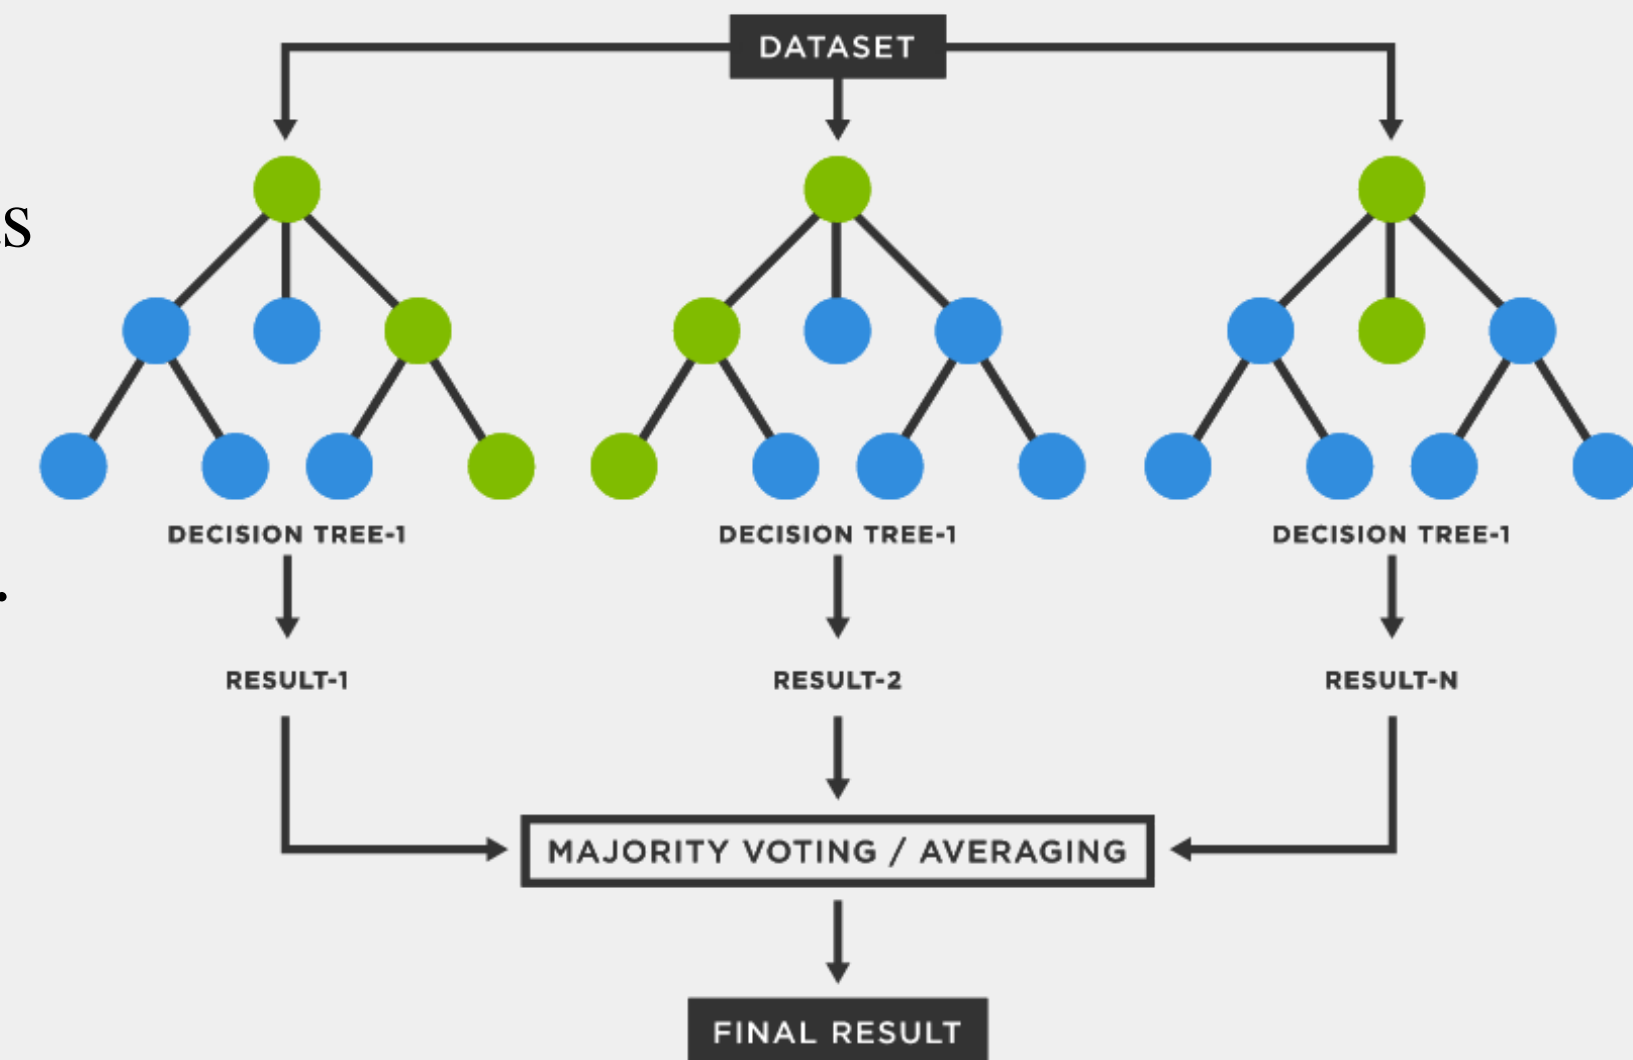 DATASET
s
DECISION TREE-1
DECISION TREE-1
DECISION TREE-1
.
RESULT-1
RESULT-2
RESULT-N
MAJORITY VOTING / AVERAGING
FINAL RESULT